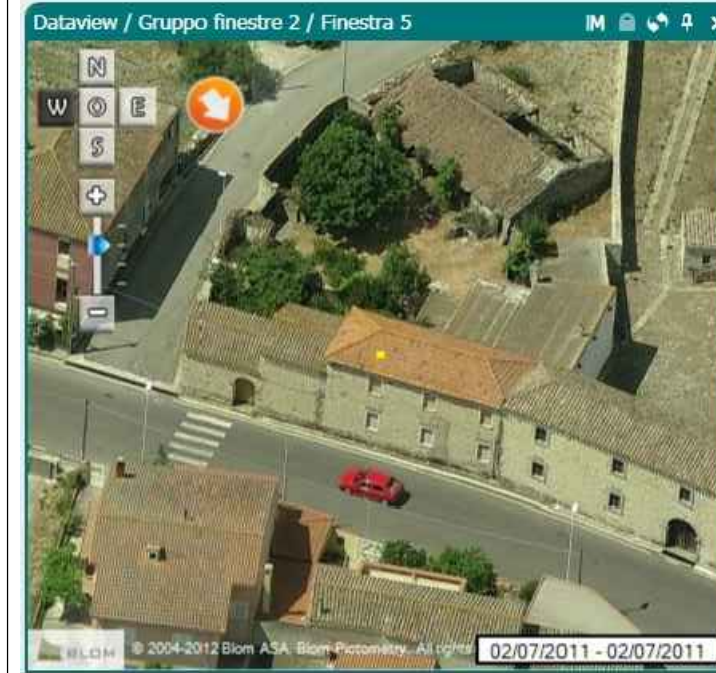 Dataview / Gruppo finestre 2 / Finestra 5 IM
N
W O E
S
BLOM © 2004-2012 Blom ASA, Blom Pictometry. All rights
02/07/2011 - 02/07/2011